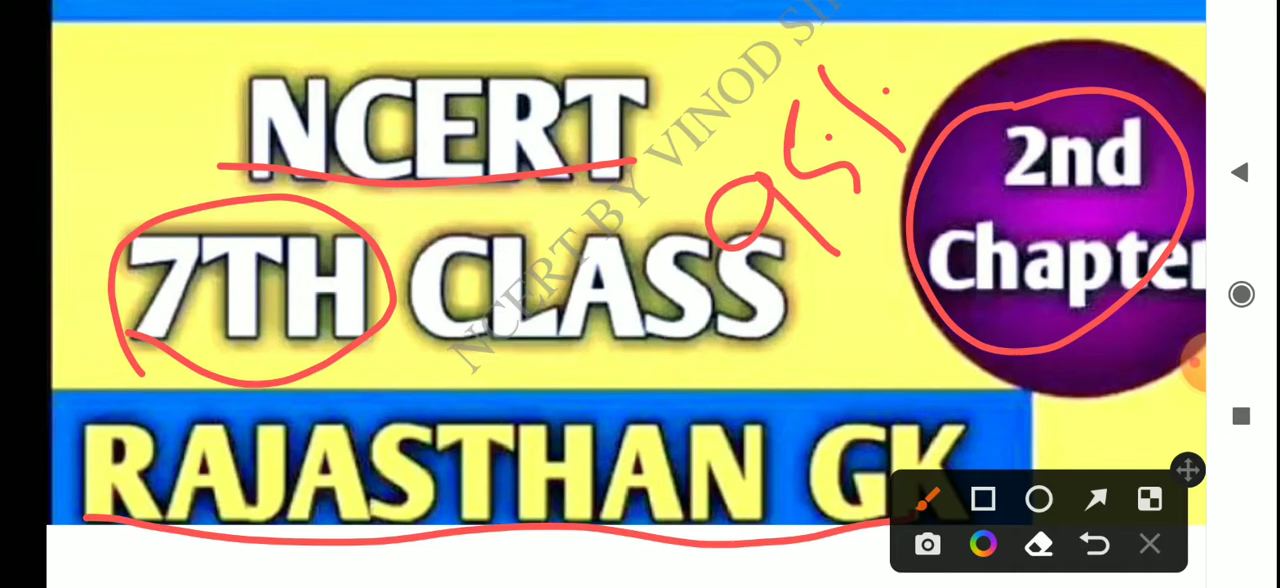 NCERT
7TH CLASS
2nd
Chapter
RAJASTHAN GK
95%
NCERT BY VINOD